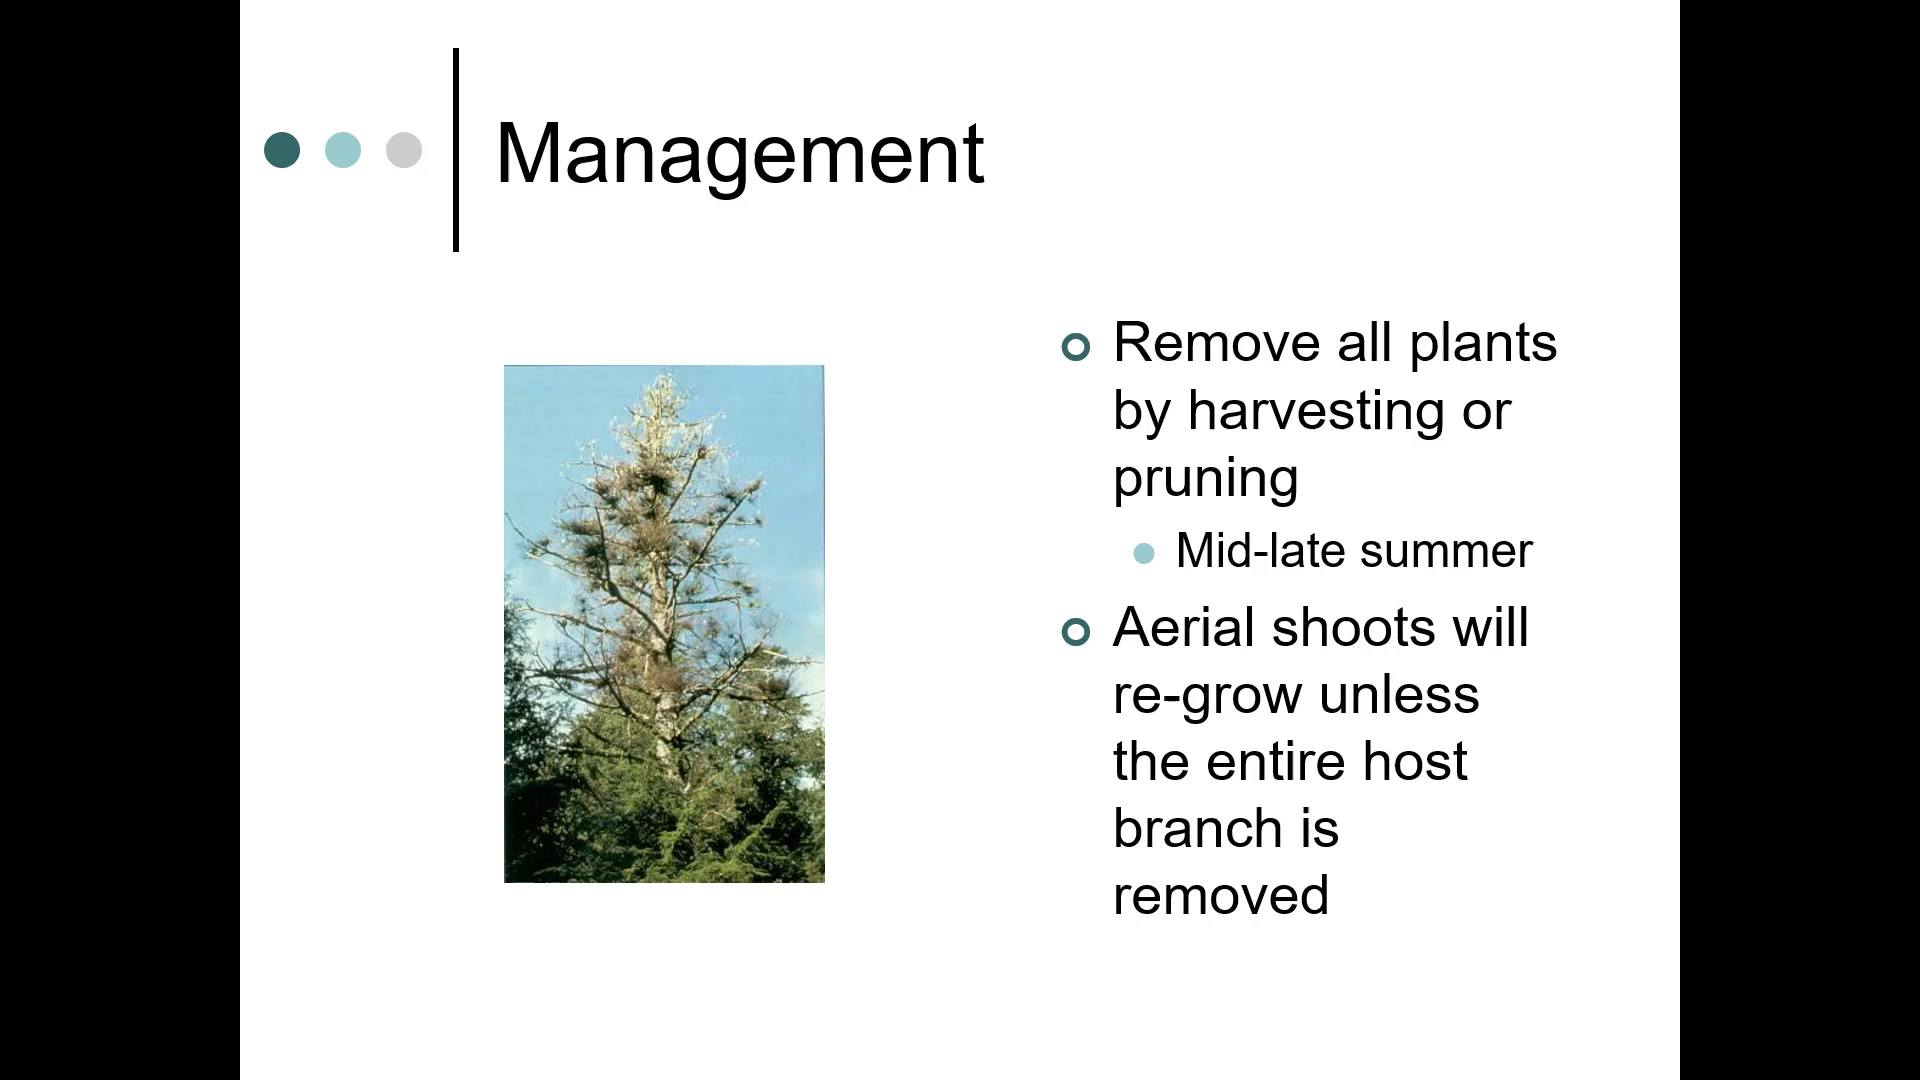 Management
Remove all plants
by harvesting or
pruning
Mid-late summer
Aerial shoots will
re-grow unless
the entire host
branch is
removed